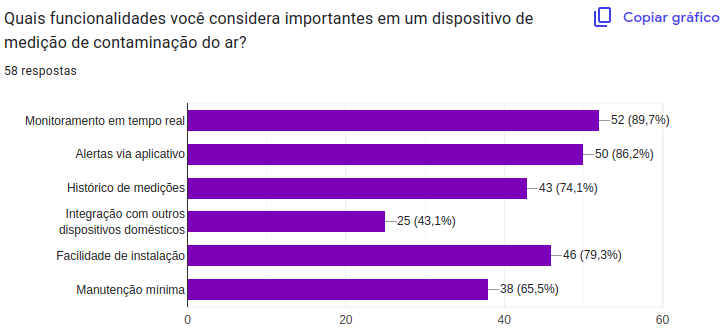 Quais funcionalidades você considera importantes em um dispositivo de
medição de contaminação do ar?
Copiar gráfico
58 respostas
Monitoramento em tempo real
52 (89,7%)
Alertas via aplicativo
50 (86,2%)
Histórico de medições
43 (74,1%)
Integração com outros
dispositivos domésticos
25 (43,1%)
Facilidade de instalação
46 (79,3%)
Manutenção mínima
38 (65,5%)
0 20 40 60